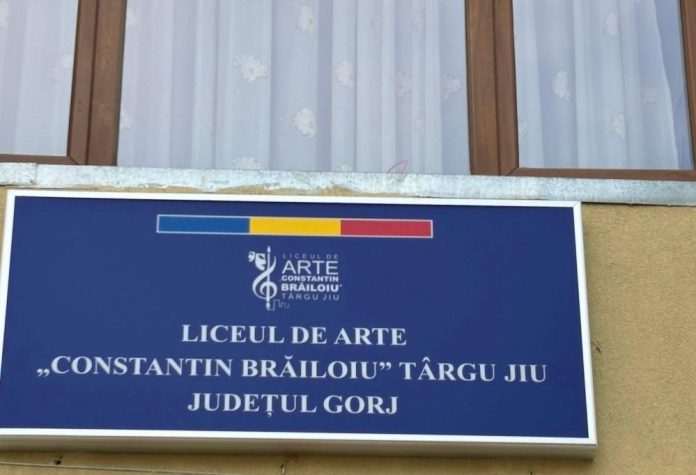 LICEUL DE
ARTE
„CONSTANTIN
BRĂILOIU”
TÂRGU JIU
LICEUL DE ARTE
„CONSTANTIN BRĂILOIU” TÂRGU JIU
JUDEȚUL GORJ